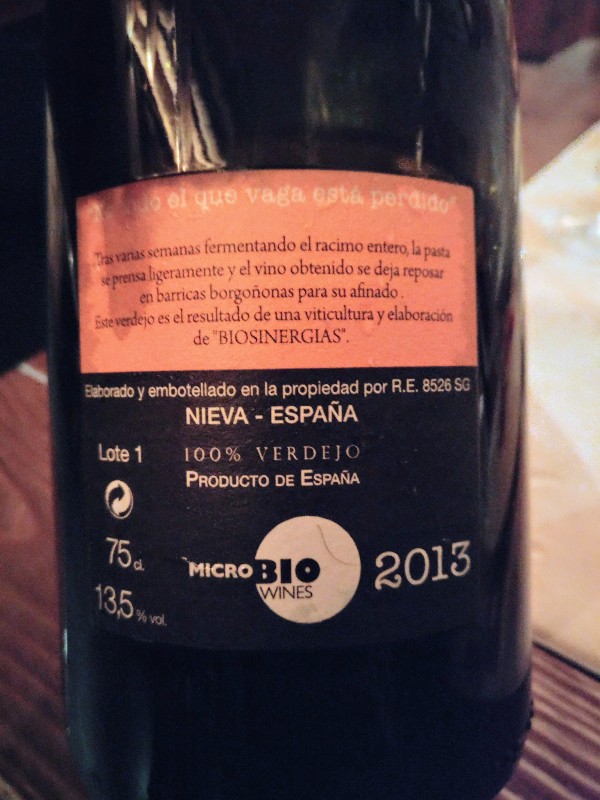 el que vaga está perdido"
Tras varias semanas fermentando el racimo entero, la pasta
se prensa ligeramente y el vino obtenido se deja reposar
en barricas borgoñonas para su afinado .
Este verdejo es el resultado de una viticultura y elaboración
de "BIOSINERGIAS".
Elaborado y embotellado en la propiedad por R.E. 8526 SG
NIEVA - ESPAÑA
Lote 1
100% VERDEJO
PRODUCTO DE ESPAÑA
75 cl.
MICRO BIO
WINES
2013
13,5 % vol.